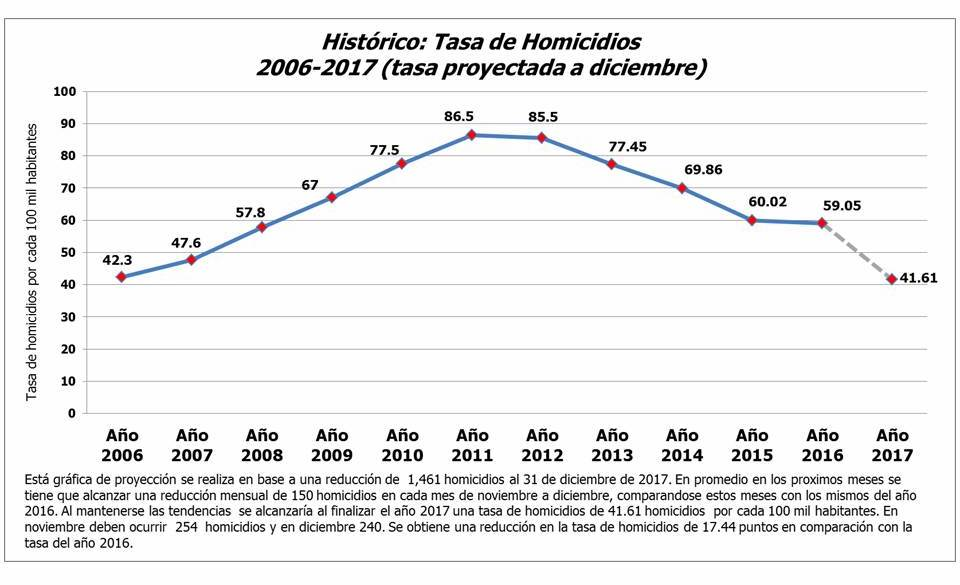 Histórico: Tasa de Homicidios
2006-2017 (tasa proyectada a diciembre)
Tasa de homicidios por cada 100 mil habitantes
100
90
80
70
60
50
40
30
20
10
0
42.3
47.6
57.8
67
77.5
86.5
85.5
77.45
69.86
60.02
59.05
41.61
Año 2006
Año 2007
Año 2008
Año 2009
Año 2010
Año 2011
Año 2012
Año 2013
Año 2014
Año 2015
Año 2016
Año 2017
Está gráfica de proyección se realiza en base a una reducción de 1,461 homicidios al 31 de diciembre de 2017. En promedio en los proximos meses se
tiene que alcanzar una reducción mensual de 150 homicidios en cada mes de noviembre a diciembre, comparandose estos meses con los mismos del año
2016. Al mantenerse las tendencias se alcanzaría al finalizar el año 2017 una tasa de homicidios de 41.61 homicidios por cada 100 mil habitantes. En
noviembre deben ocurrir 254 homicidios y en diciembre 240. Se obtiene una reducción en la tasa de homicidios de 17.44 puntos en comparación con la
tasa del año 2016.